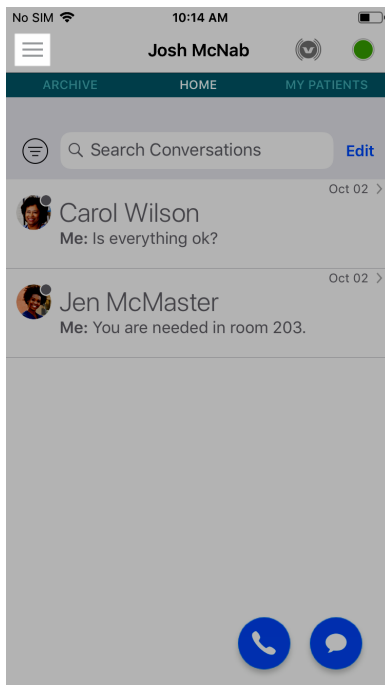 No SIM 10:14 AM
Josh McNab
ARCHIVE HOME MY PATIENTS
Search Conversations Edit
Oct 02
Carol Wilson
Me: Is everything ok?
Oct 02
Jen McMaster
Me: You are needed in room 203.